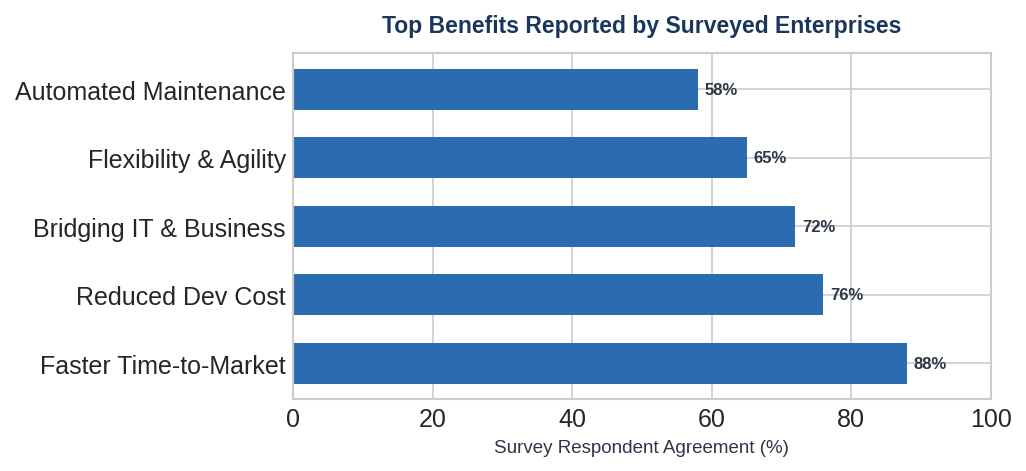 Top Benefits Reported by Surveyed Enterprises
Automated Maintenance 58%
Flexibility & Agility 65%
Bridging IT & Business 72%
Reduced Dev Cost 76%
Faster Time-to-Market 88%
0 20 40 60 80 100
Survey Respondent Agreement (%)